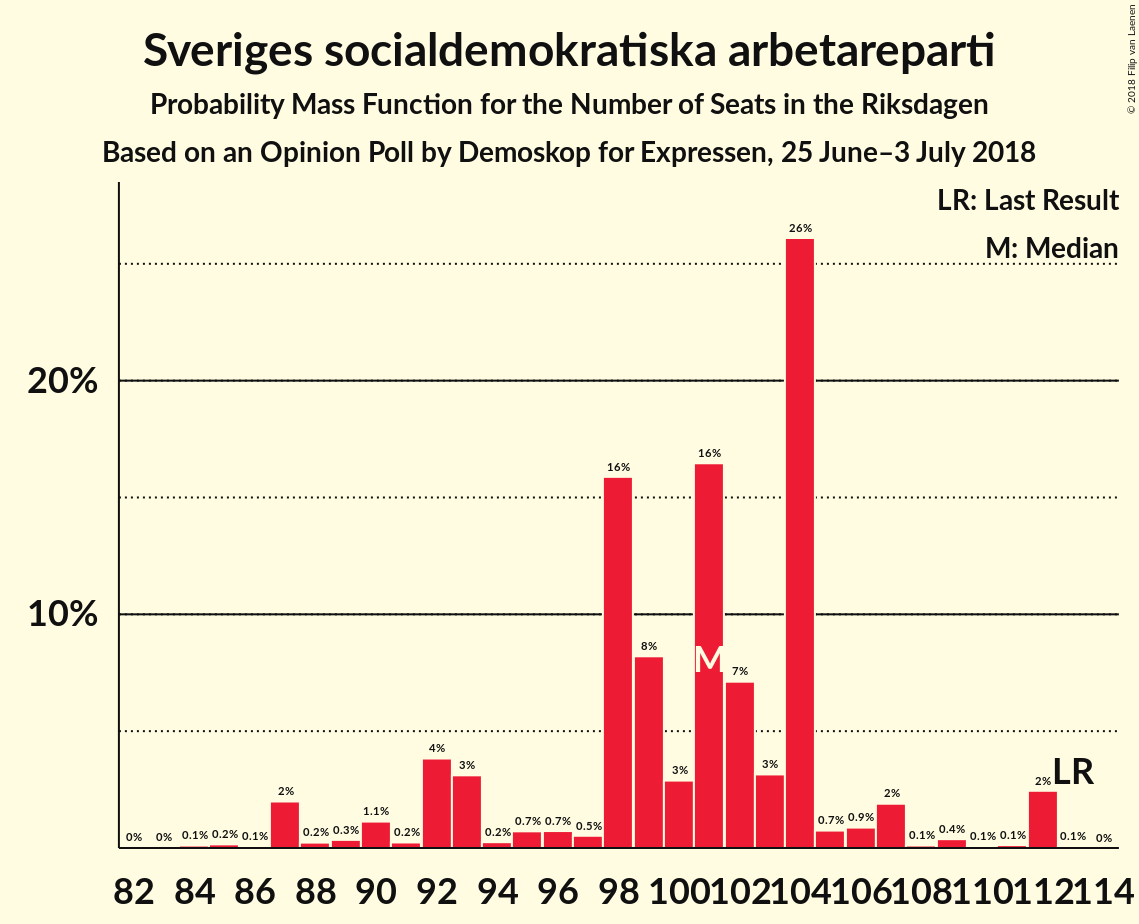 Sveriges socialdemokratiska arbetareparti
Probability Mass Function for the Number of Seats in the Riksdagen
Based on an Opinion Poll by Demoskop for Expressen, 25 June–3 July 2018
© 2018 Filip van Laenen
LR: Last Result
M: Median
20%
10%
0% 0% 0.1% 0.2% 0.1% 2% 0.2% 0.3% 1.1% 0.2% 4% 3% 0.2% 0.7% 0.7% 0.5% 16% 8% 3% 16% 7% 3% 26% 0.7% 0.9% 2% 0.1% 0.4% 0.1% 0.1% 2% 0.1% 0%
M
LR
82 84 86 88 90 92 94 96 98 100 102 104 106 108 110 112 114